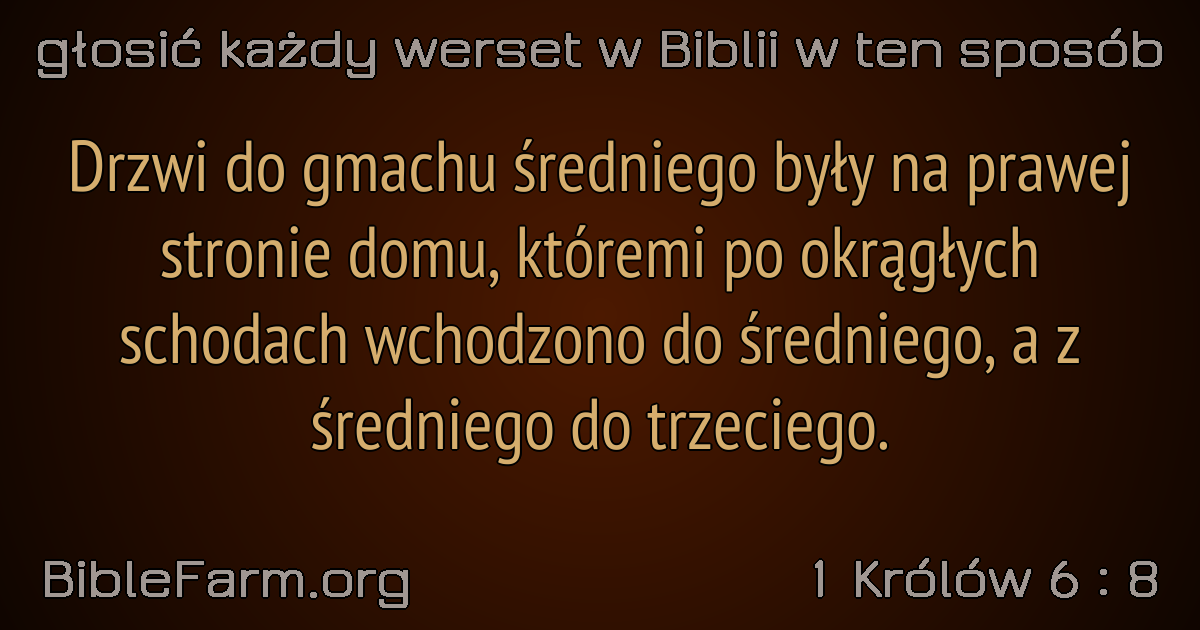 głosić każdy werset w Biblii w ten sposób
Drzwi do gmachu średniego były na prawej
stronie domu, któremi po okrągłych
schodach wchodzono do średniego, a z
średniego do trzeciego.
BibleFarm.org
1 Królów 6 : 8